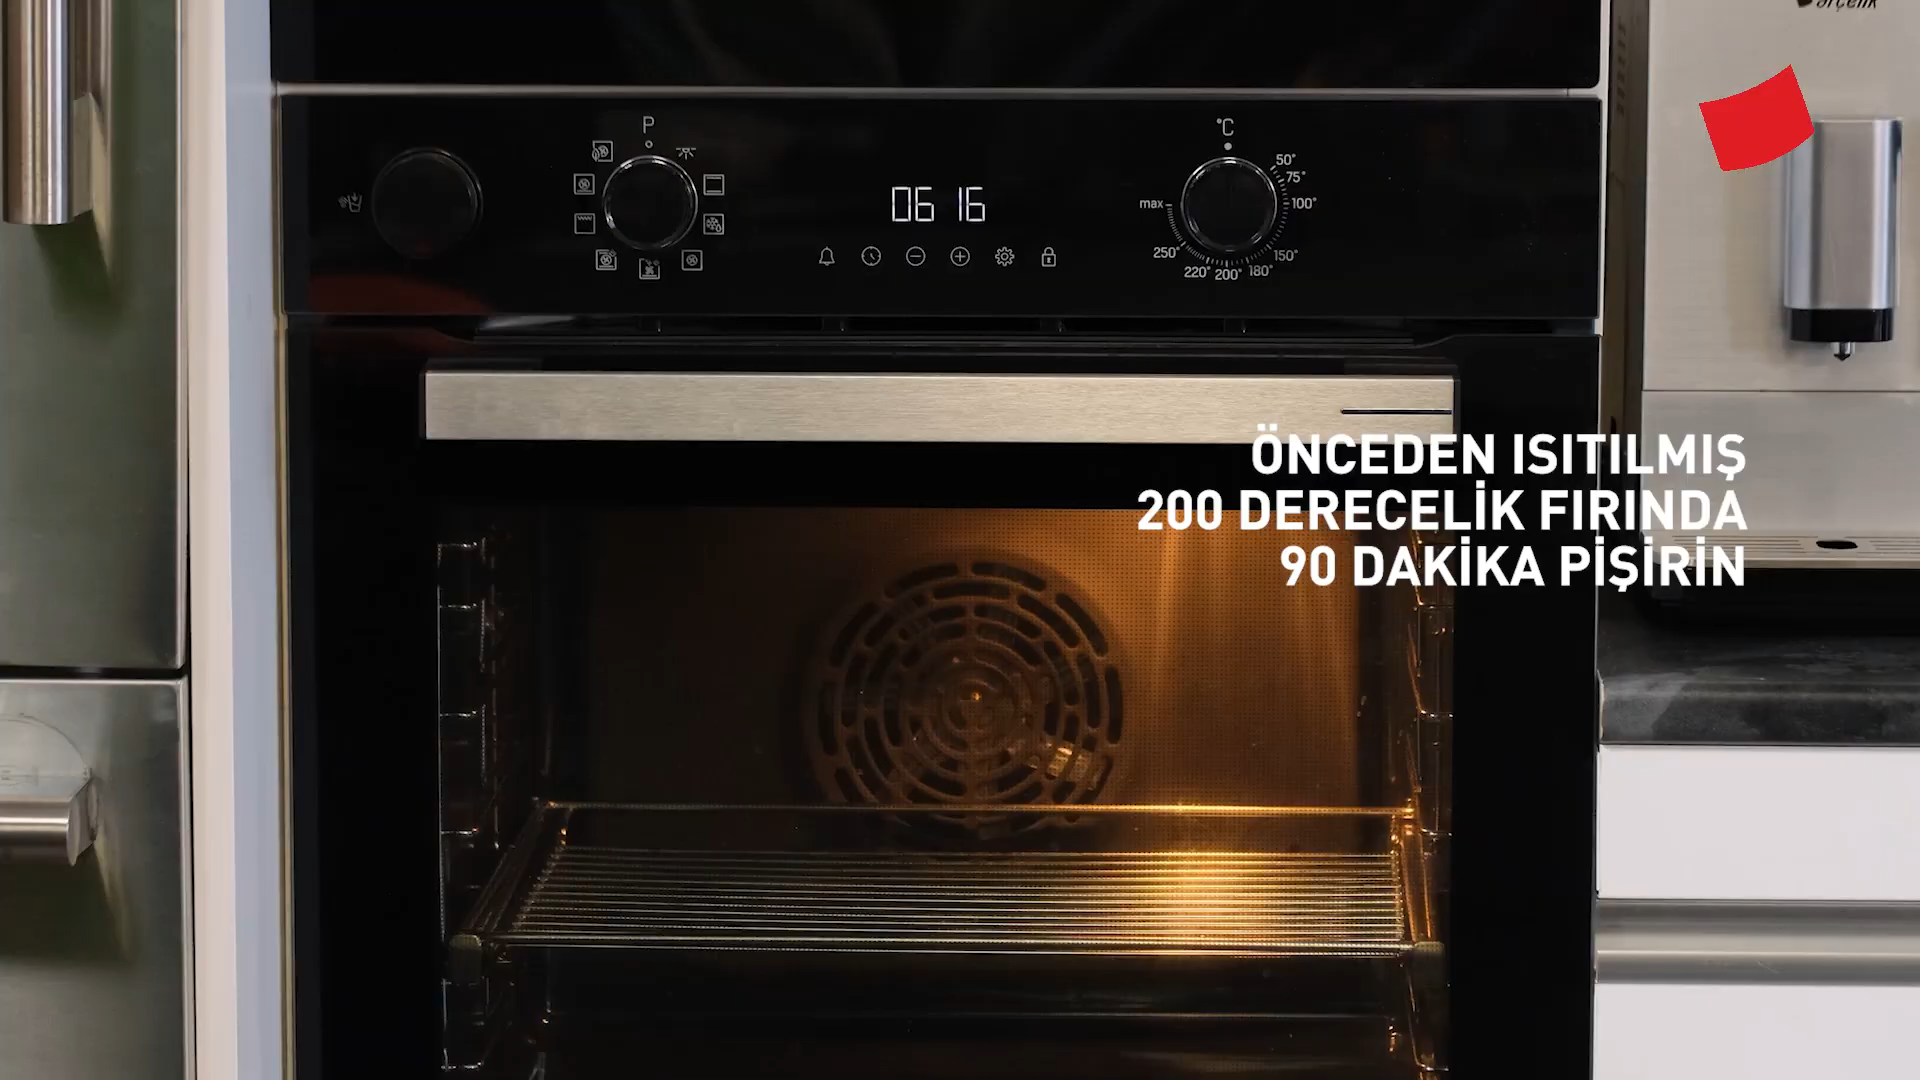 arçelik
P
°C
50°
75°
06 16
max
100°
250°
150°
220°
200°
180°
ÖNCEDEN ISITILMIŞ
200 DERECELİK FIRINDA
90 DAKİKA PİŞİRİN